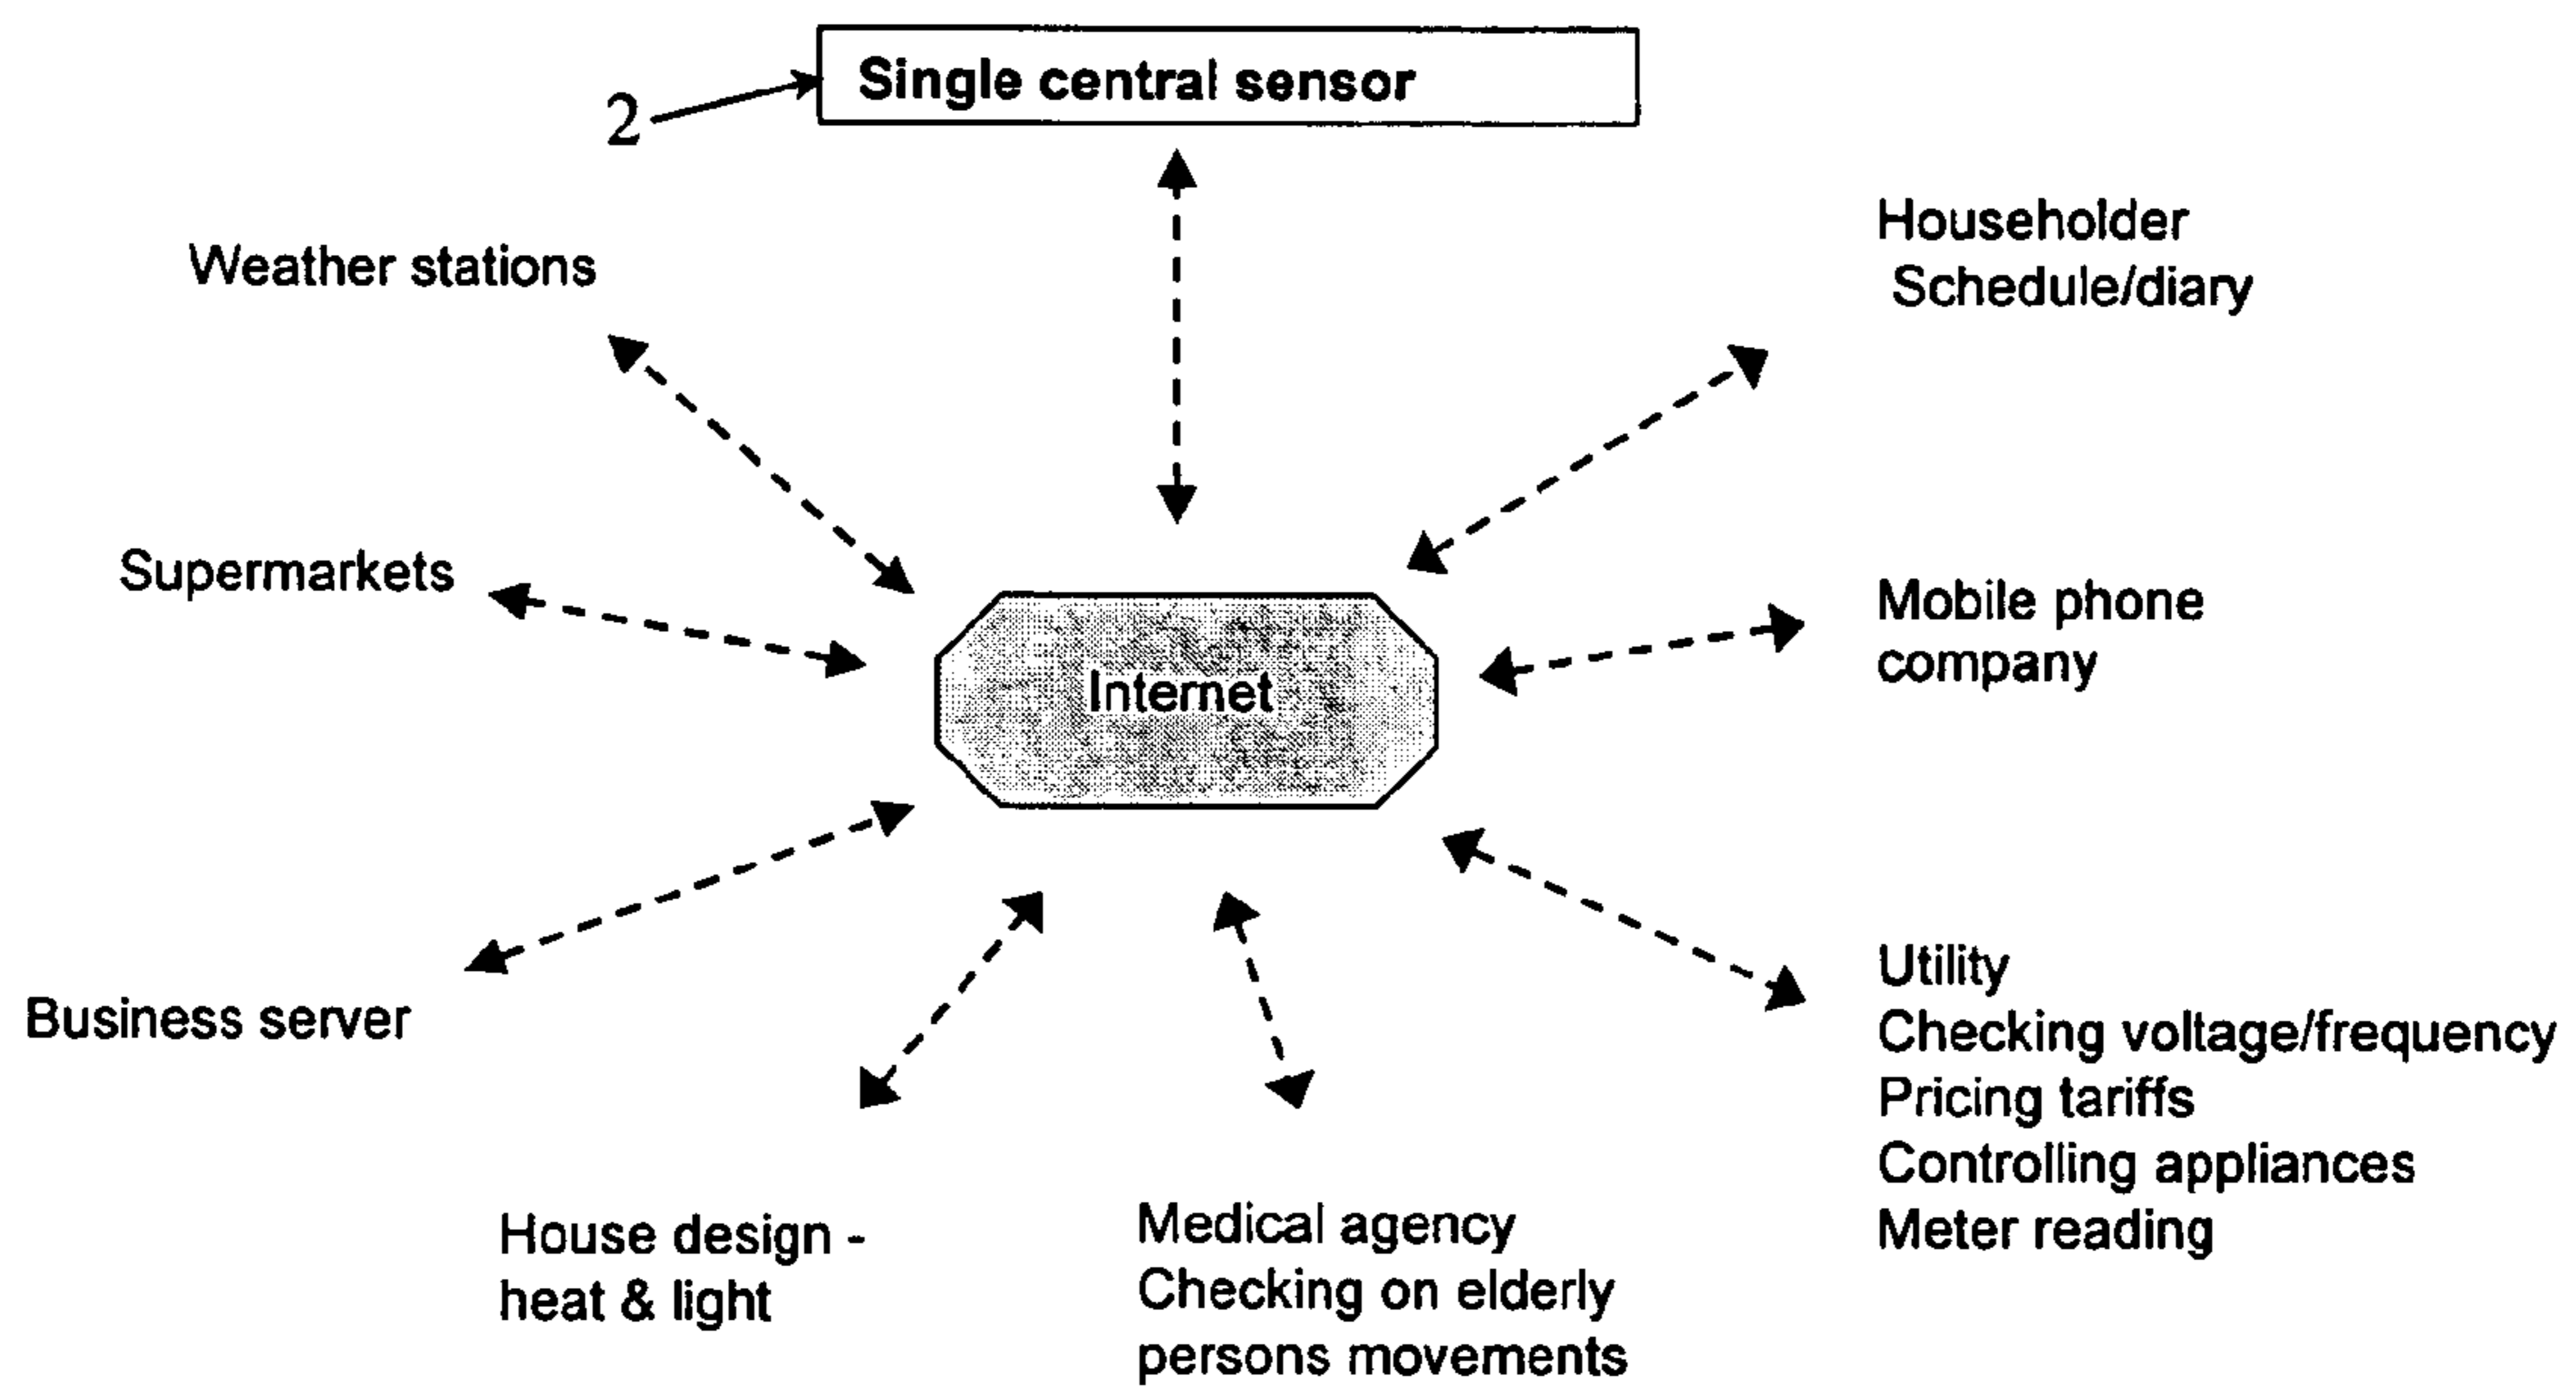 Single central sensor
2
Householder
Schedule/diary
Weather stations
Supermarkets
Mobile phone
company
Internet
Business server
Utility
Checking voltage/frequency
Pricing tariffs
Controlling appliances
Meter reading
House design -
heat & light
Medical agency
Checking on elderly
persons movements